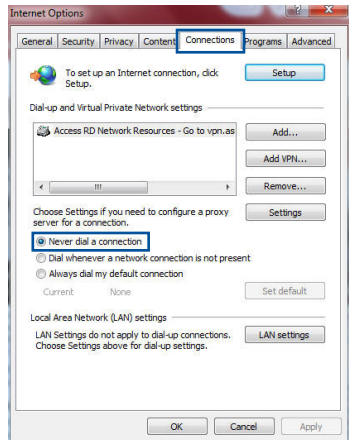 Internet Options
General Security Privacy Content Connections Programs Advanced
To set up an Internet connection, click
Setup.
Setup
Dial-up and Virtual Private Network settings
Access RD Network Resources - Go to vpn.as
Add...
Add VPN...
Remove...
Choose Settings if you need to configure a proxy
server for a connection.
Settings
Never dial a connection
Dial whenever a network connection is not present
Always dial my default connection
Current None
Set default
Local Area Network (LAN) settings
LAN Settings do not apply to dial-up connections.
Choose Settings above for dial-up settings.
LAN settings
OK Cancel Apply